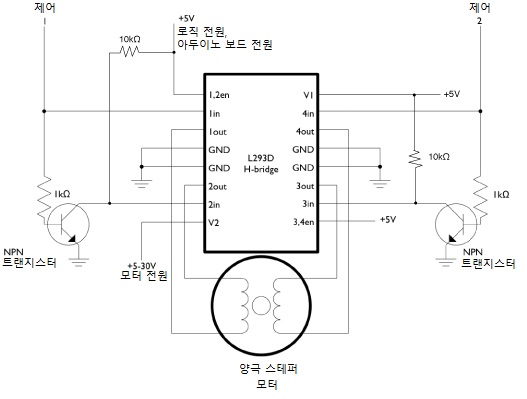 제어
1
제어
2
+5V
로직 전원,
아두이노 보드 전원
10kΩ
1,2en
1in
1out
GND
GND
2out
2in
V2
L293D
H-bridge
V1
4in
4out
GND
GND
3out
3in
3,4en
+5V
10kΩ
+5V
1kΩ
1kΩ
NPN
트랜지스터
NPN
트랜지스터
+5-30V
모터 전원
양극 스테퍼
모터